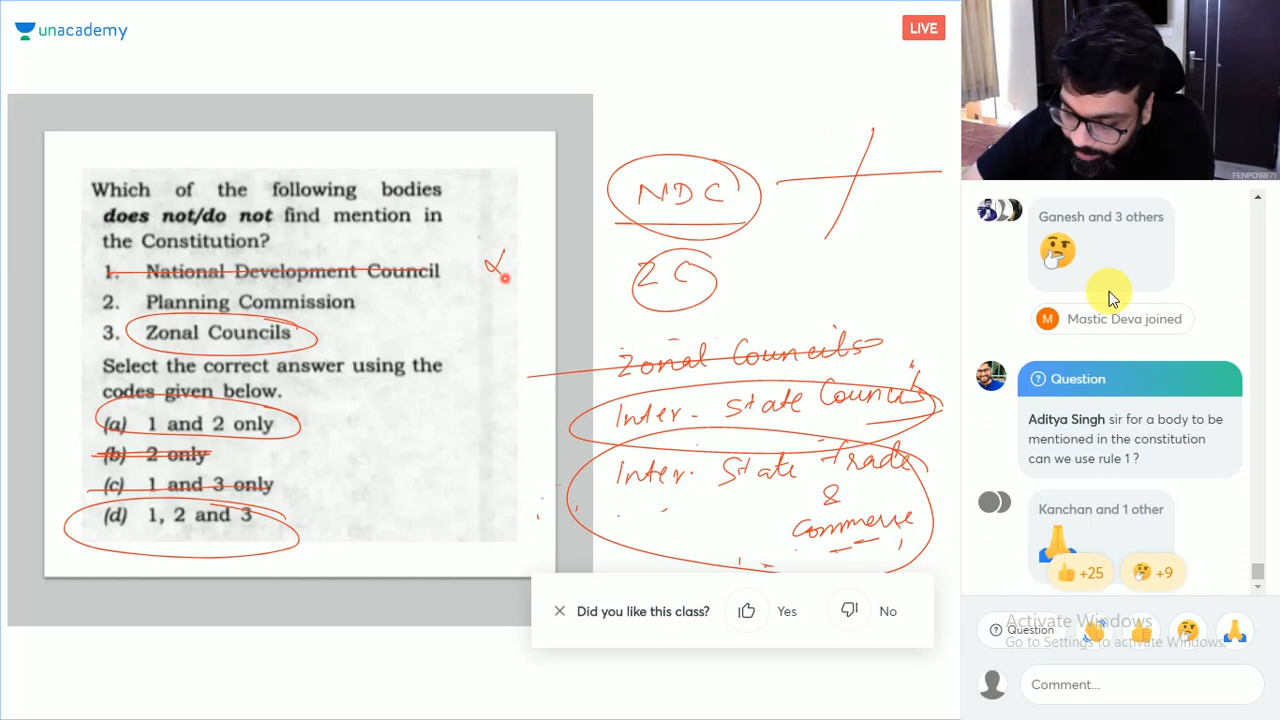 unacademy
LIVE
Which of the following bodies
does not/do not find mention in
the Constitution?
1. National Development Council
2. Planning Commission
3. Zonal Councils
Select the correct answer using the
codes given below.
(a) 1 and 2 only
(b) 2 only
(c) 1 and 3 only
(d) 1, 2 and 3
NDC
ZC
Zonal Councils
Inter. State Council
Inter. State Trade
&
Commerse
Did you like this class?
Yes
No
FENP01RF71
Ganesh and 3 others
M
Mastic Deva joined
Question
Aditya Singh sir for a body to be
mentioned in the constitution
can we use rule 1 ?
Kanchan and 1 other
+25
+9
Activate Windows
Question
Go to Settings to activate Windows.
Comment...